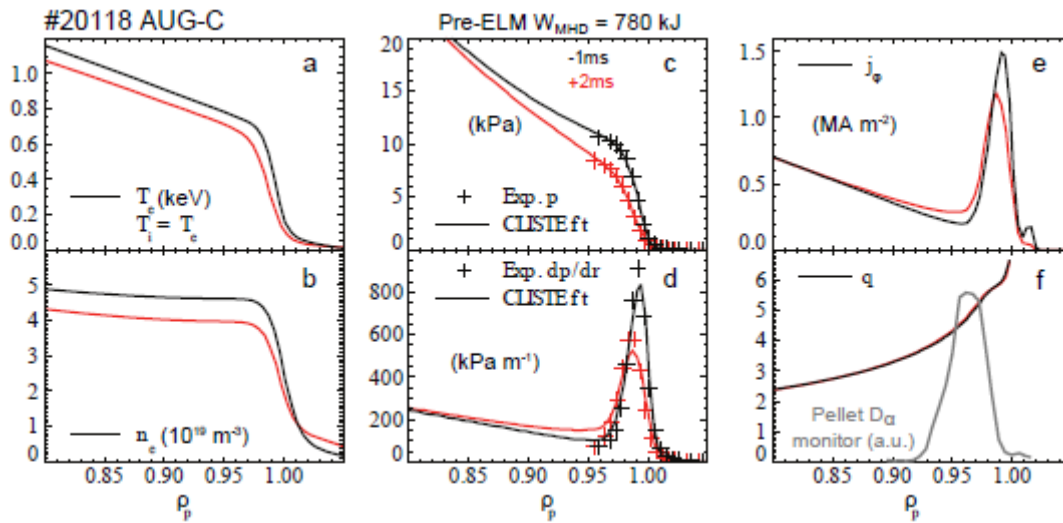 #20118 AUG-C
Pre-ELM W_MHD = 780 kJ
a
1.0
0.8
0.6
0.4
0.2
0.0
T_e (keV)
T_i = T_e
b
5
4
3
2
1
0
n_e (10¹⁹ m⁻³)
0.85 0.90 0.95 1.00
ρ_p
c
20
15
10
5
0
-1ms
+2ms
(kPa)
Exp. p
CLISTE ft
d
800
600
400
200
0
Exp. dp/dr
CLISTE f t
(kPa m⁻¹)
0.85 0.90 0.95 1.00
ρ_p
e
1.5
1.0
0.5
0.0
j_φ
(MA m⁻²)
f
6
5
4
3
2
1
0
q
Pellet Dα
monitor (a.u.)
0.85 0.90 0.95 1.00
ρ_p